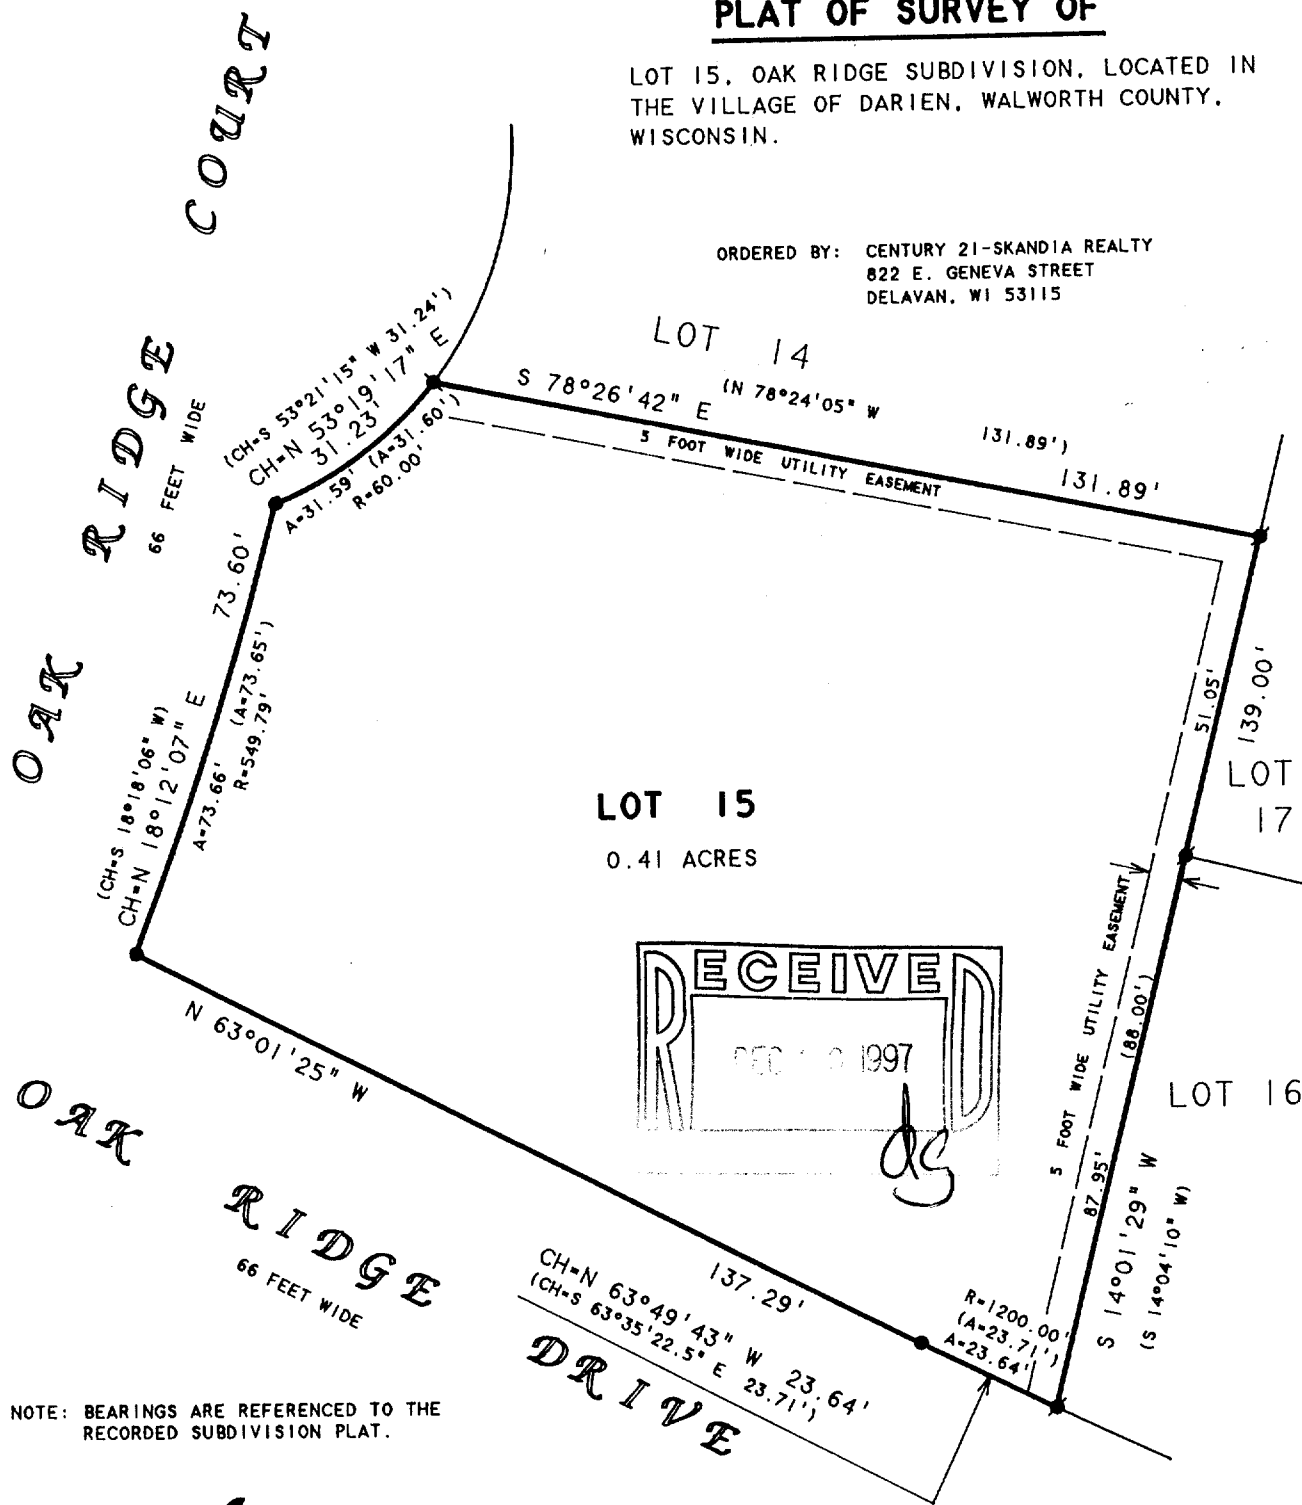 PLAT OF SURVEY OF
LOT 15, OAK RIDGE SUBDIVISION, LOCATED IN
THE VILLAGE OF DARIEN, WALWORTH COUNTY,
WISCONSIN.
ORDERED BY: CENTURY 21-SKANDIA REALTY
822 E. GENEVA STREET
DELAVAN, WI 53115
OAK RIDGE COURT
66 FEET WIDE
(CH=S 53°21'15" W 31.24')
CH=N 53°19'17" E
31.23'
A=31.59' (A=31.60')
R=60.00'
LOT 14
S 78°26'42" E
(N 78°24'05" W
131.89')
131.89'
5 FOOT WIDE UTILITY EASEMENT
73.60'
(CH=S 18°18'06" W)
CH=N 18°12'07" E
A=73.66' (A=73.65')
R=549.79'
51.05'
139.00'
LOT
17
LOT 15
0.41 ACRES
RECEIVED
DEC 1997
ds
5 FOOT WIDE UTILITY EASEMENT
(88.00')
87.95'
LOT 16
S 14°01'29" W
(S 14°04'10" W)
N 63°01'25" W
137.29'
OAK RIDGE DRIVE
66 FEET WIDE
CH=N 63°49'43" W 23.64'
(CH=S 63°35'22.5" E 23.71')
R=1200.00'
(A=23.71')
A=23.64'
NOTE: BEARINGS ARE REFERENCED TO THE
RECORDED SUBDIVISION PLAT.